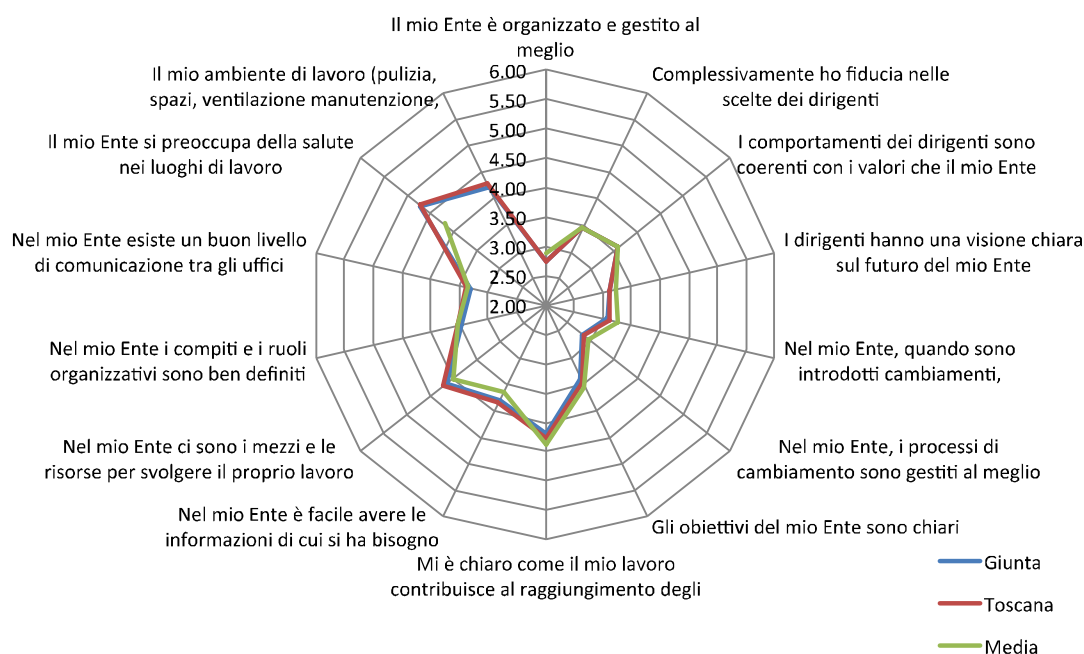 Il mio Ente è organizzato e gestito al
meglio
Complessivamente ho fiducia nelle
scelte dei dirigenti
I comportamenti dei dirigenti sono
coerenti con i valori che il mio Ente
I dirigenti hanno una visione chiara
sul futuro del mio Ente
Nel mio Ente, quando sono
introdotti cambiamenti,
Nel mio Ente, i processi di
cambiamento sono gestiti al meglio
Gli obiettivi del mio Ente sono chiari
Mi è chiaro come il mio lavoro
contribuisce al raggiungimento degli
Nel mio Ente è facile avere le
informazioni di cui si ha bisogno
Nel mio Ente ci sono i mezzi e le
risorse per svolgere il proprio lavoro
Nel mio Ente i compiti e i ruoli
organizzativi sono ben definiti
Nel mio Ente esiste un buon livello
di comunicazione tra gli uffici
Il mio Ente si preoccupa della salute
nei luoghi di lavoro
Il mio ambiente di lavoro (pulizia,
spazi, ventilazione manutenzione,
6.00
5.50
5.00
4.50
4.00
3.50
3.00
2.50
2.00
Giunta
Toscana
Media